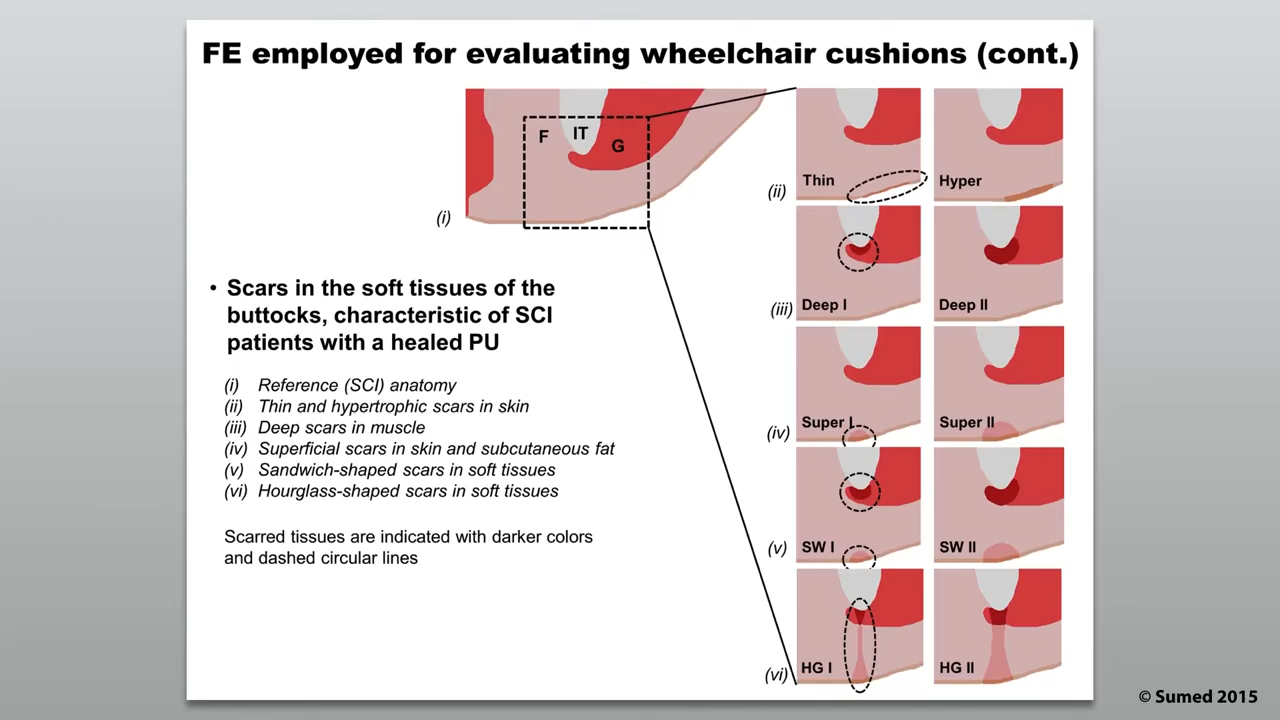 FE employed for evaluating wheelchair cushions (cont.)
F
IT
G
(i)
• Scars in the soft tissues of the
buttocks, characteristic of SCI
patients with a healed PU
(i) Reference (SCI) anatomy
(ii) Thin and hypertrophic scars in skin
(iii) Deep scars in muscle
(iv) Superficial scars in skin and subcutaneous fat
(v) Sandwich-shaped scars in soft tissues
(vi) Hourglass-shaped scars in soft tissues
Scarred tissues are indicated with darker colors
and dashed circular lines
(ii) Thin Hyper
(iii) Deep I Deep II
(iv) Super I Super II
(v) SW I SW II
(vi) HG I HG II
© Sumed 2015